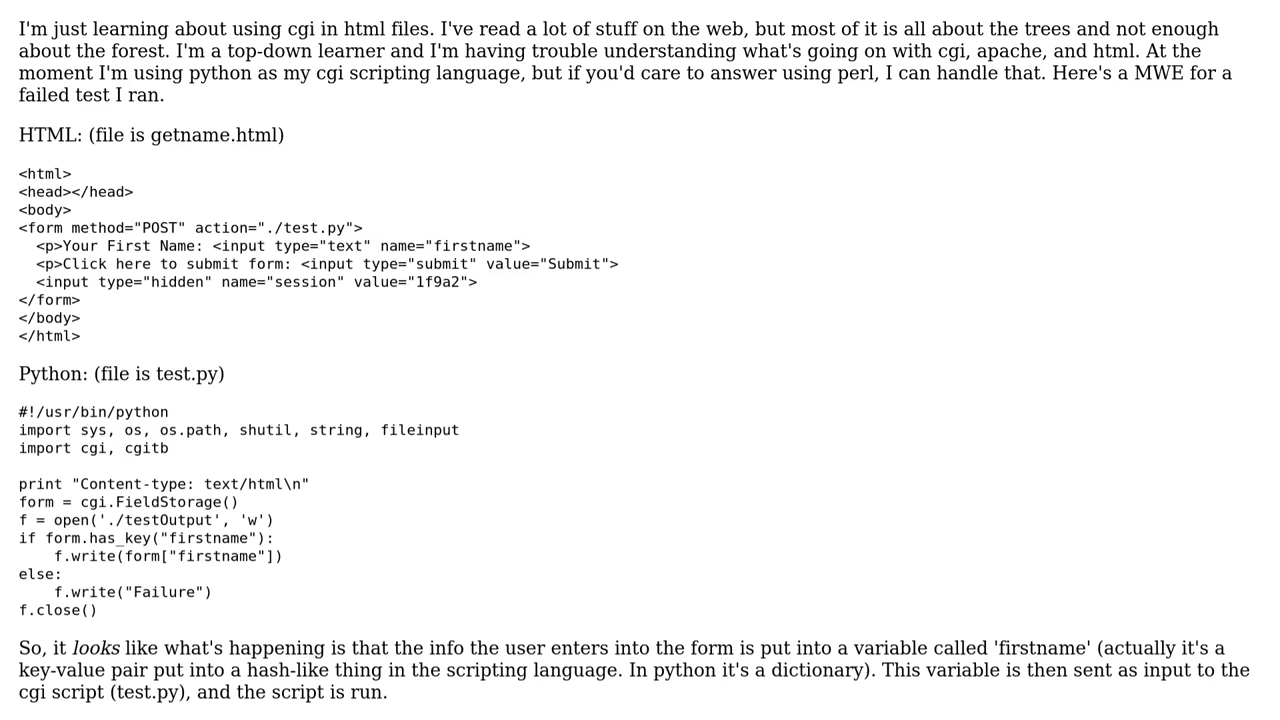 I'm just learning about using cgi in html files. I've read a lot of stuff on the web, but most of it is all about the trees and not enough
about the forest. I'm a top-down learner and I'm having trouble understanding what's going on with cgi, apache, and html. At the
moment I'm using python as my cgi scripting language, but if you'd care to answer using perl, I can handle that. Here's a MWE for a
failed test I ran.
HTML: (file is getname.html)
<html>
<head></head>
<body>
<form method="POST" action="./test.py">
  <p>Your First Name: <input type="text" name="firstname">
  <p>Click here to submit form: <input type="submit" value="Submit">
  <input type="hidden" name="session" value="1f9a2">
</form>
</body>
</html>
Python: (file is test.py)
#!/usr/bin/python
import sys, os, os.path, shutil, string, fileinput
import cgi, cgitb
print "Content-type: text/html\n"
form = cgi.FieldStorage()
f = open('./testOutput', 'w')
if form.has_key("firstname"):
    f.write(form["firstname"])
else:
    f.write("Failure")
f.close()
So, it looks like what's happening is that the info the user enters into the form is put into a variable called 'firstname' (actually it's a
key-value pair put into a hash-like thing in the scripting language. In python it's a dictionary). This variable is then sent as input to the
cgi script (test.py), and the script is run.